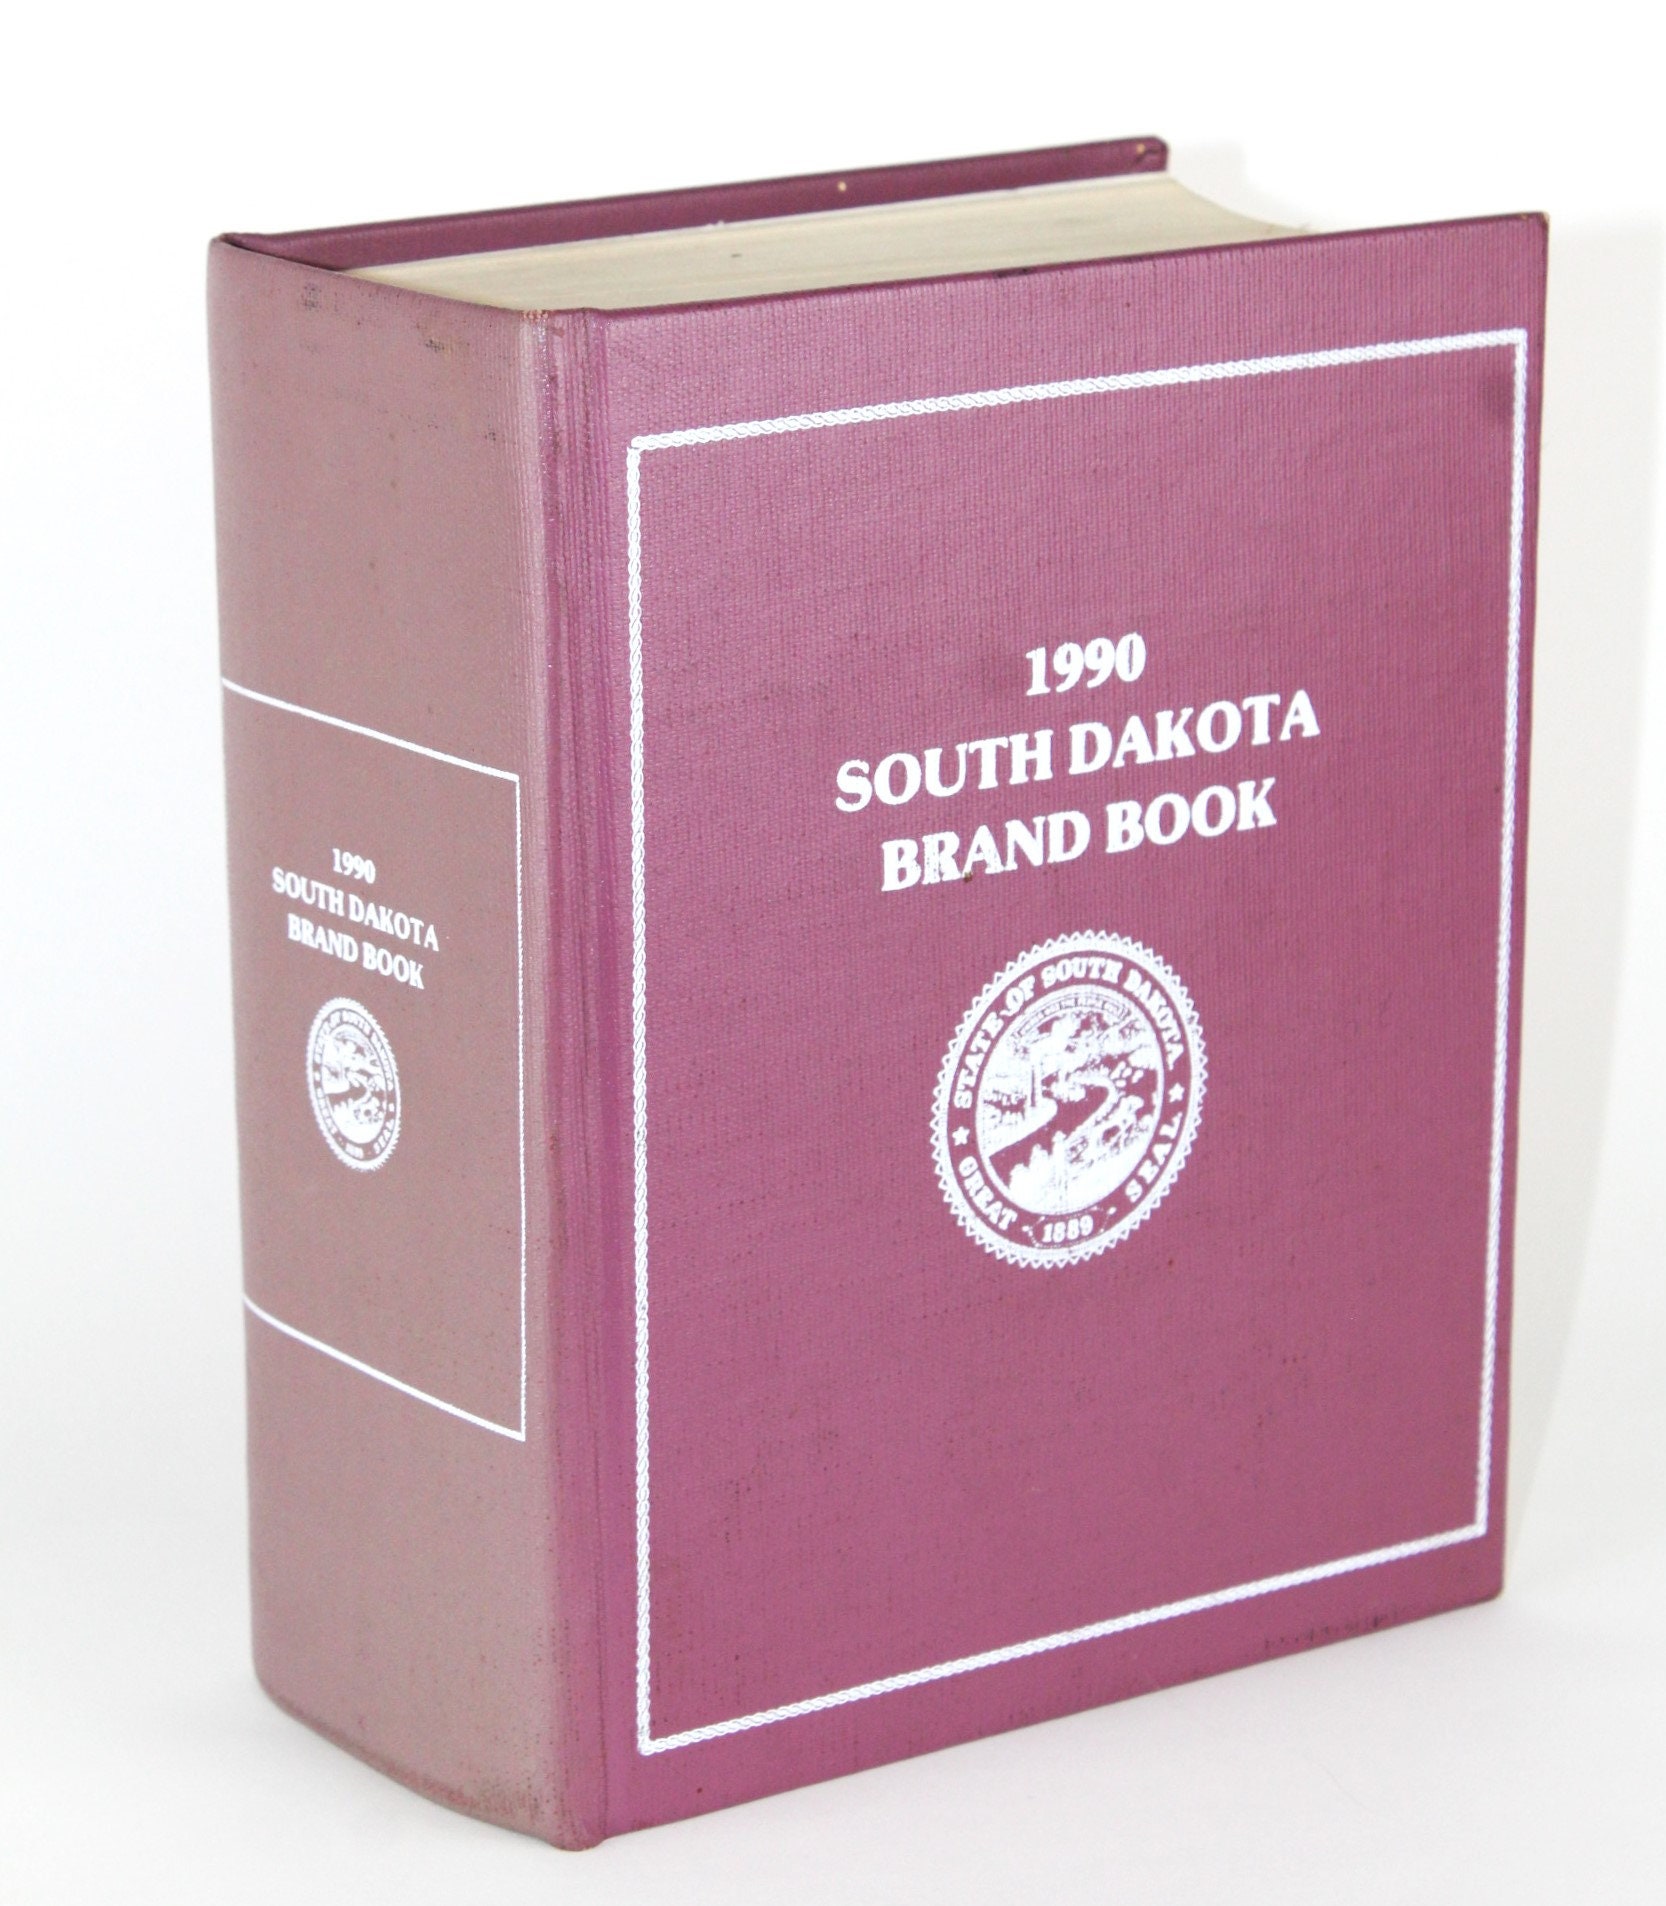 1990
SOUTH DAKOTA
BRAND BOOK
1990
SOUTH DAKOTA
BRAND BOOK
STATE OF SOUTH DAKOTA
GREAT 1889 SEAL